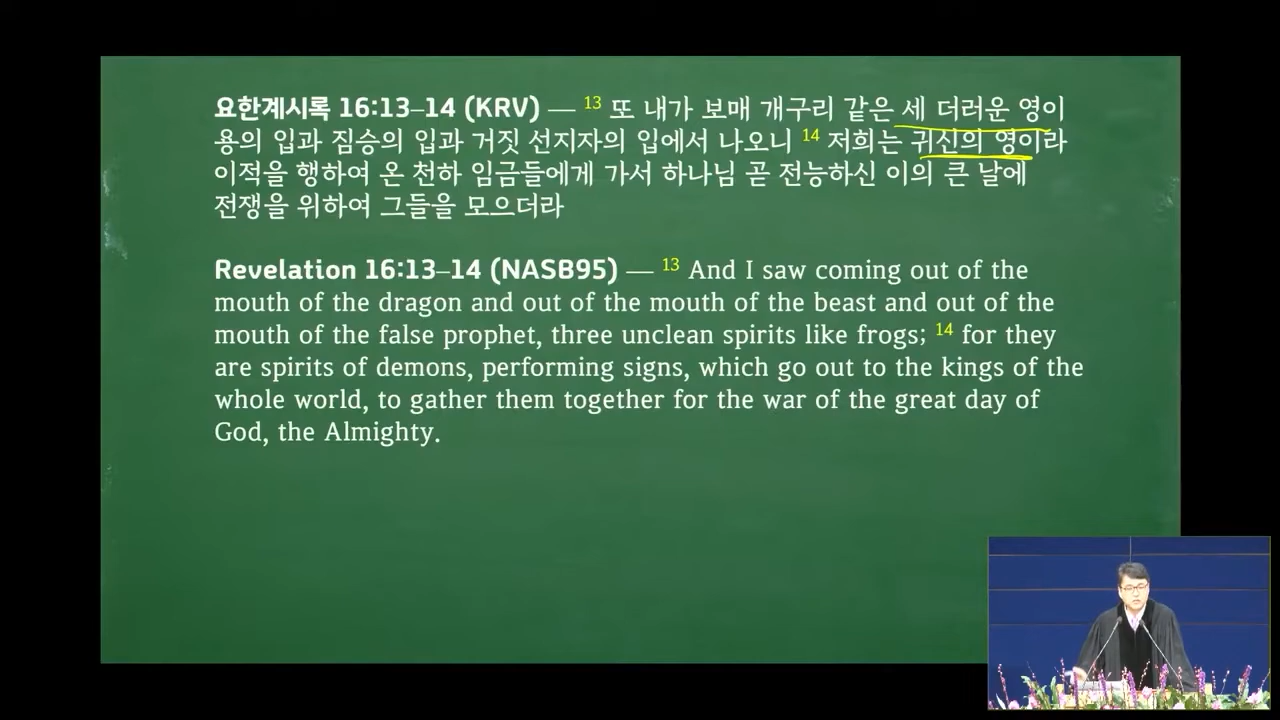 요한계시록 16:13–14 (KRV) — 13 또 내가 보매 개구리 같은 세 더러운 영이
용의 입과 짐승의 입과 거짓 선지자의 입에서 나오니 14 저희는 귀신의 영이라
이적을 행하여 온 천하 임금들에게 가서 하나님 곧 전능하신 이의 큰 날에
전쟁을 위하여 그들을 모으더라
Revelation 16:13–14 (NASB95) — 13 And I saw coming out of the
mouth of the dragon and out of the mouth of the beast and out of the
mouth of the false prophet, three unclean spirits like frogs; 14 for they
are spirits of demons, performing signs, which go out to the kings of the
whole world, to gather them together for the war of the great day of
God, the Almighty.